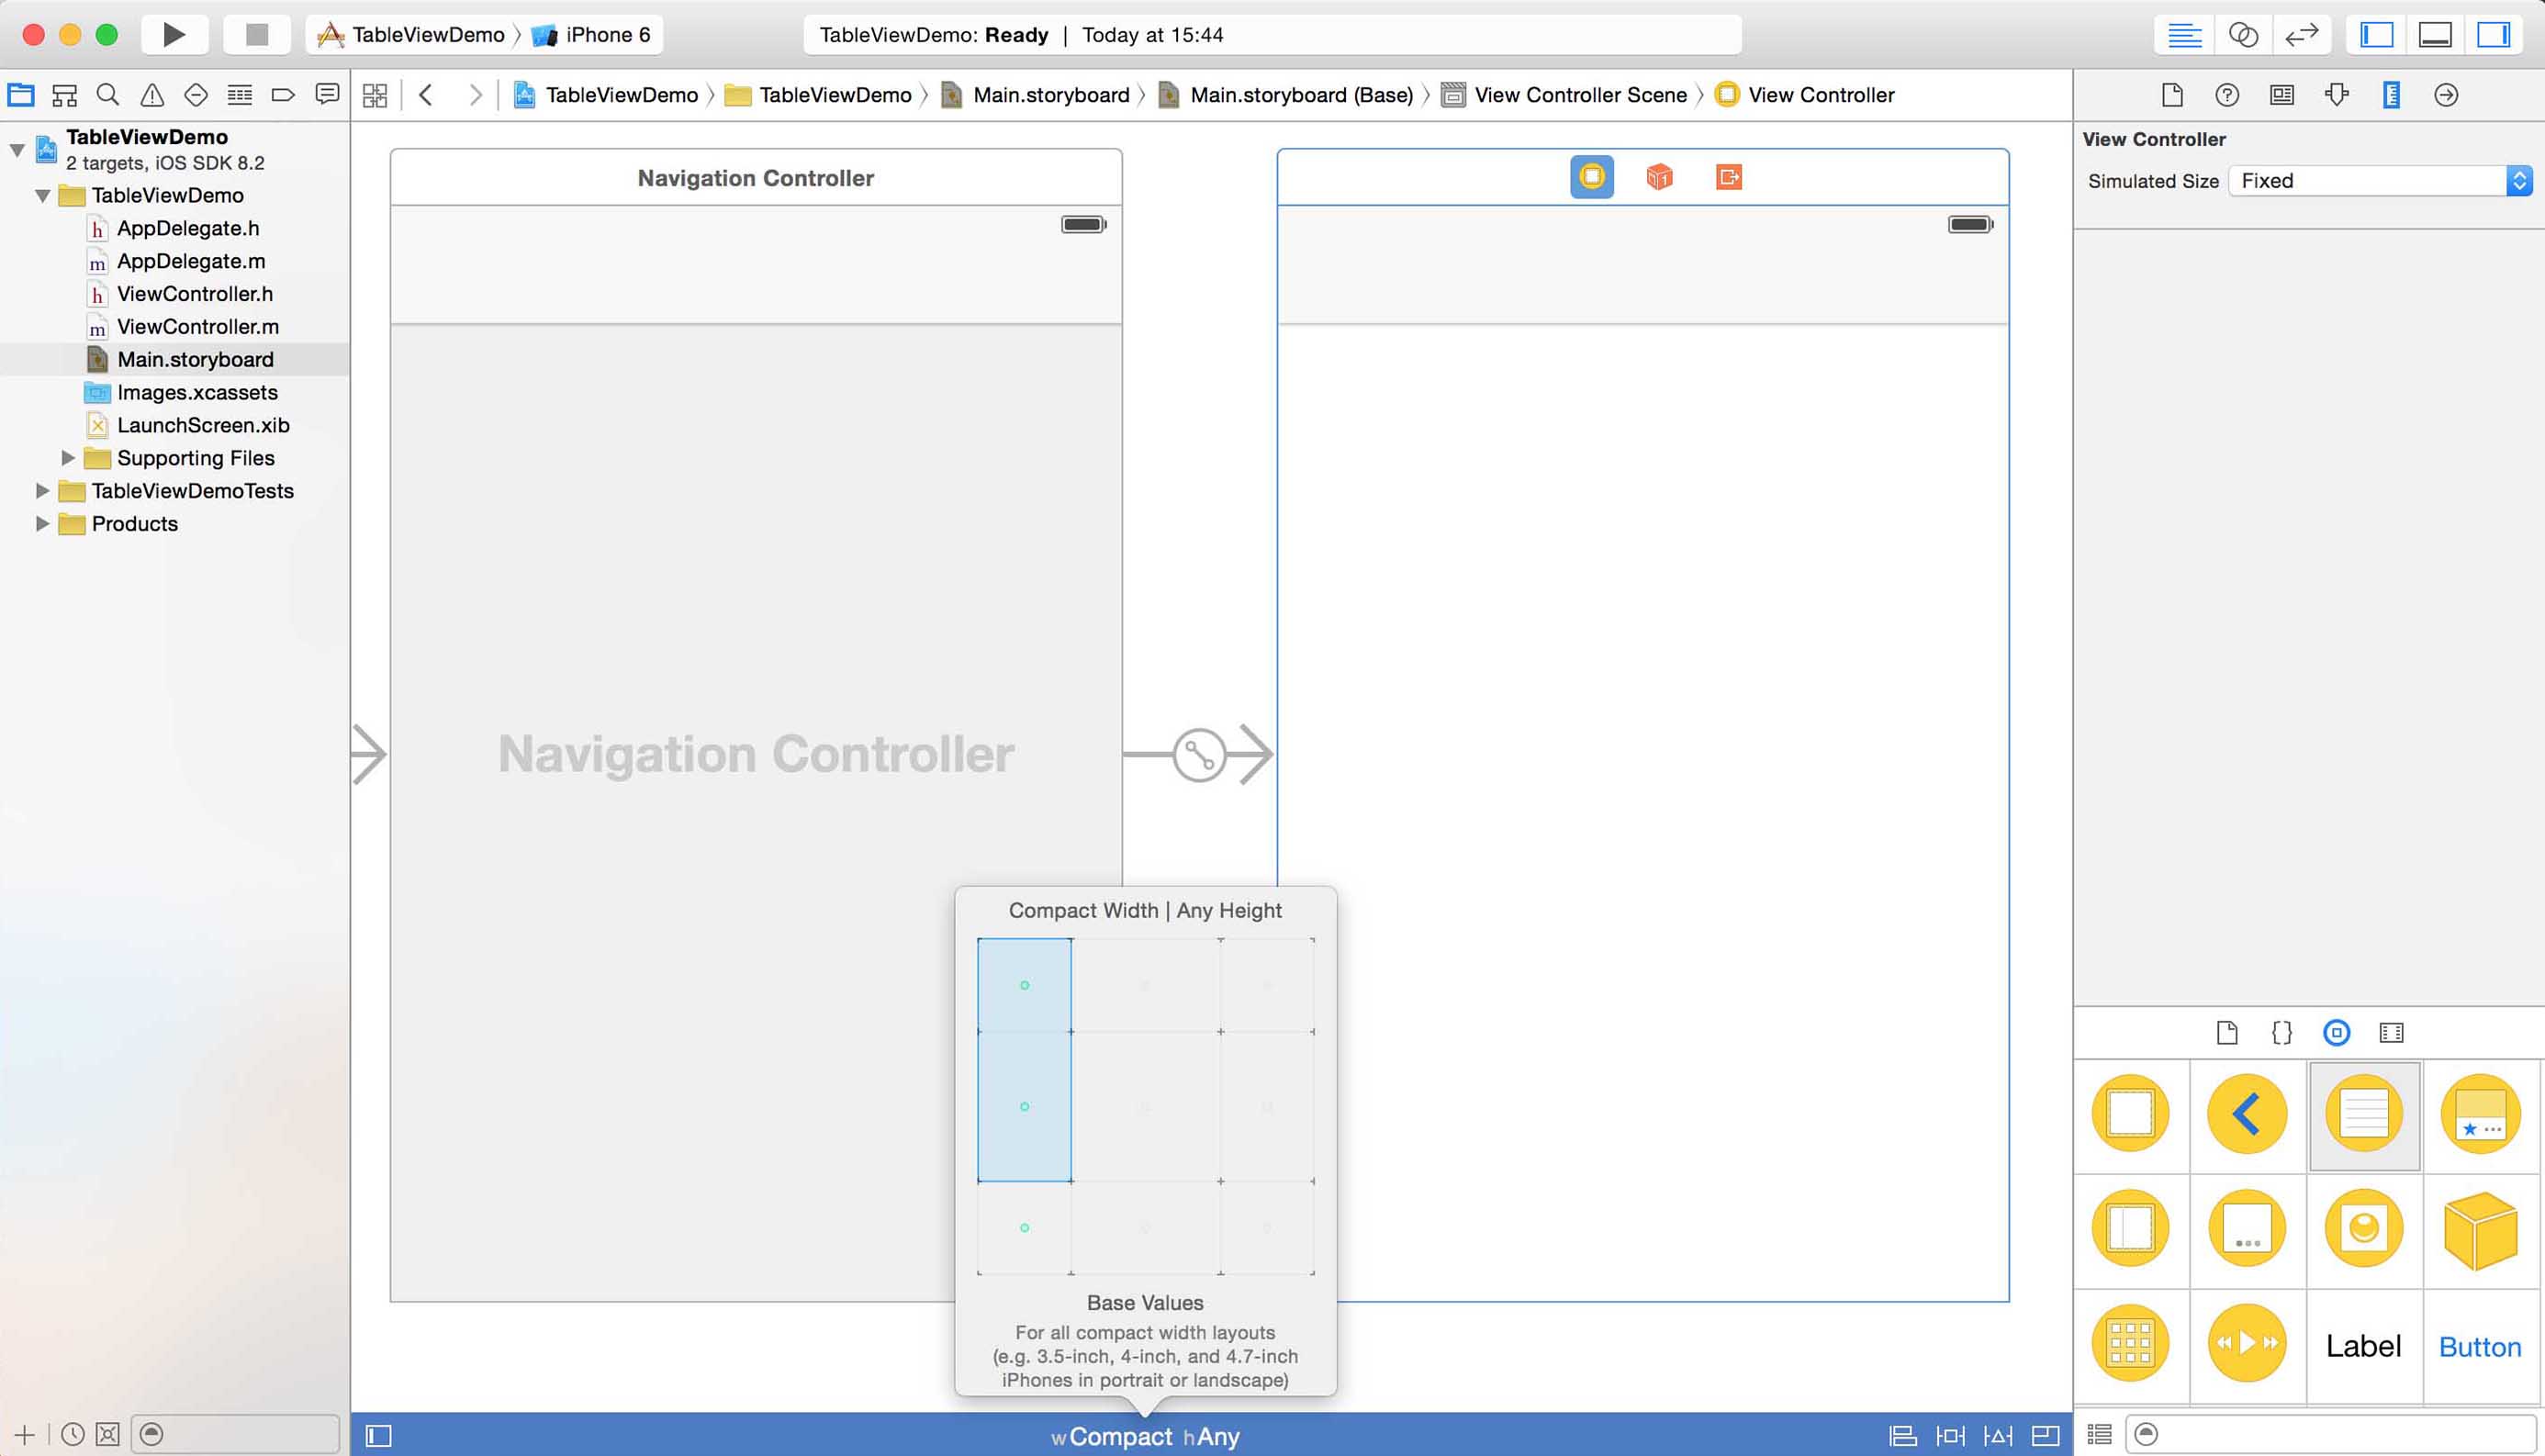 TableViewDemo 〉 iPhone 6
TableViewDemo: Ready | Today at 15:44
TableViewDemo 〉 TableViewDemo 〉 Main.storyboard 〉 Main.storyboard (Base) 〉 View Controller Scene 〉 View Controller
TableViewDemo
2 targets, iOS SDK 8.2
TableViewDemo
h AppDelegate.h
m AppDelegate.m
h ViewController.h
m ViewController.m
Main.storyboard
Images.xcassets
LaunchScreen.xib
Supporting Files
TableViewDemoTests
Products
Navigation Controller
Navigation Controller
Compact Width | Any Height
Base Values
For all compact width layouts
(e.g. 3.5-inch, 4-inch, and 4.7-inch
iPhones in portrait or landscape)
wCompact hAny
View Controller
Simulated Size Fixed
{}
Label
Button